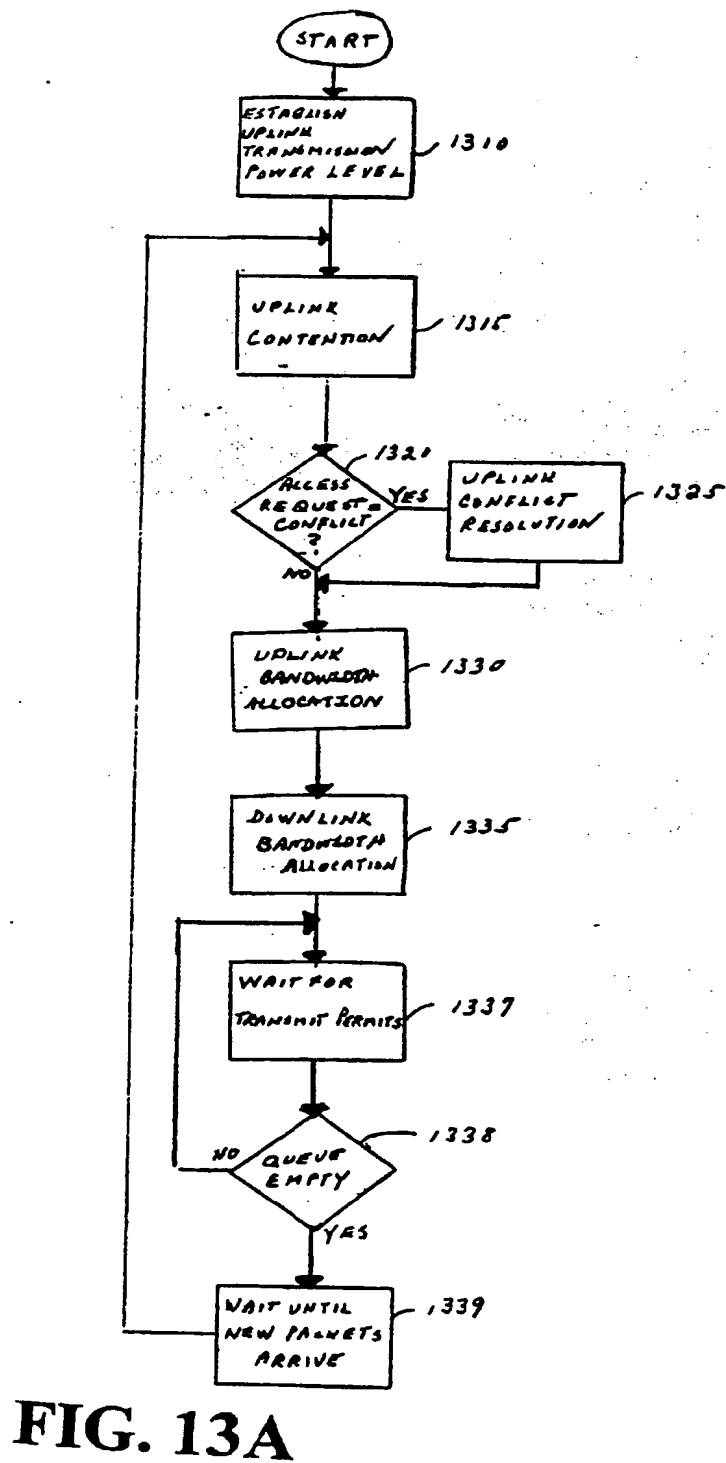 START
ESTABLISH
UPLINK
TRANSMISSION
POWER LEVEL
1310
UPLINK
CONTENTION
1315
1320
ACCESS
REQUEST =
CONFLICT
?
YES
NO
UPLINK
CONFLICT
RESOLUTION
1325
UPLINK
BANDWIDTH
ALLOCATION
1330
DOWNLINK
BANDWIDTH
ALLOCATION
1335
WAIT FOR
TRANSMIT PERMITS
1337
1338
QUEUE
EMPTY
NO
YES
WAIT UNTIL
NEW PACKETS
ARRIVE
1339
FIG. 13A